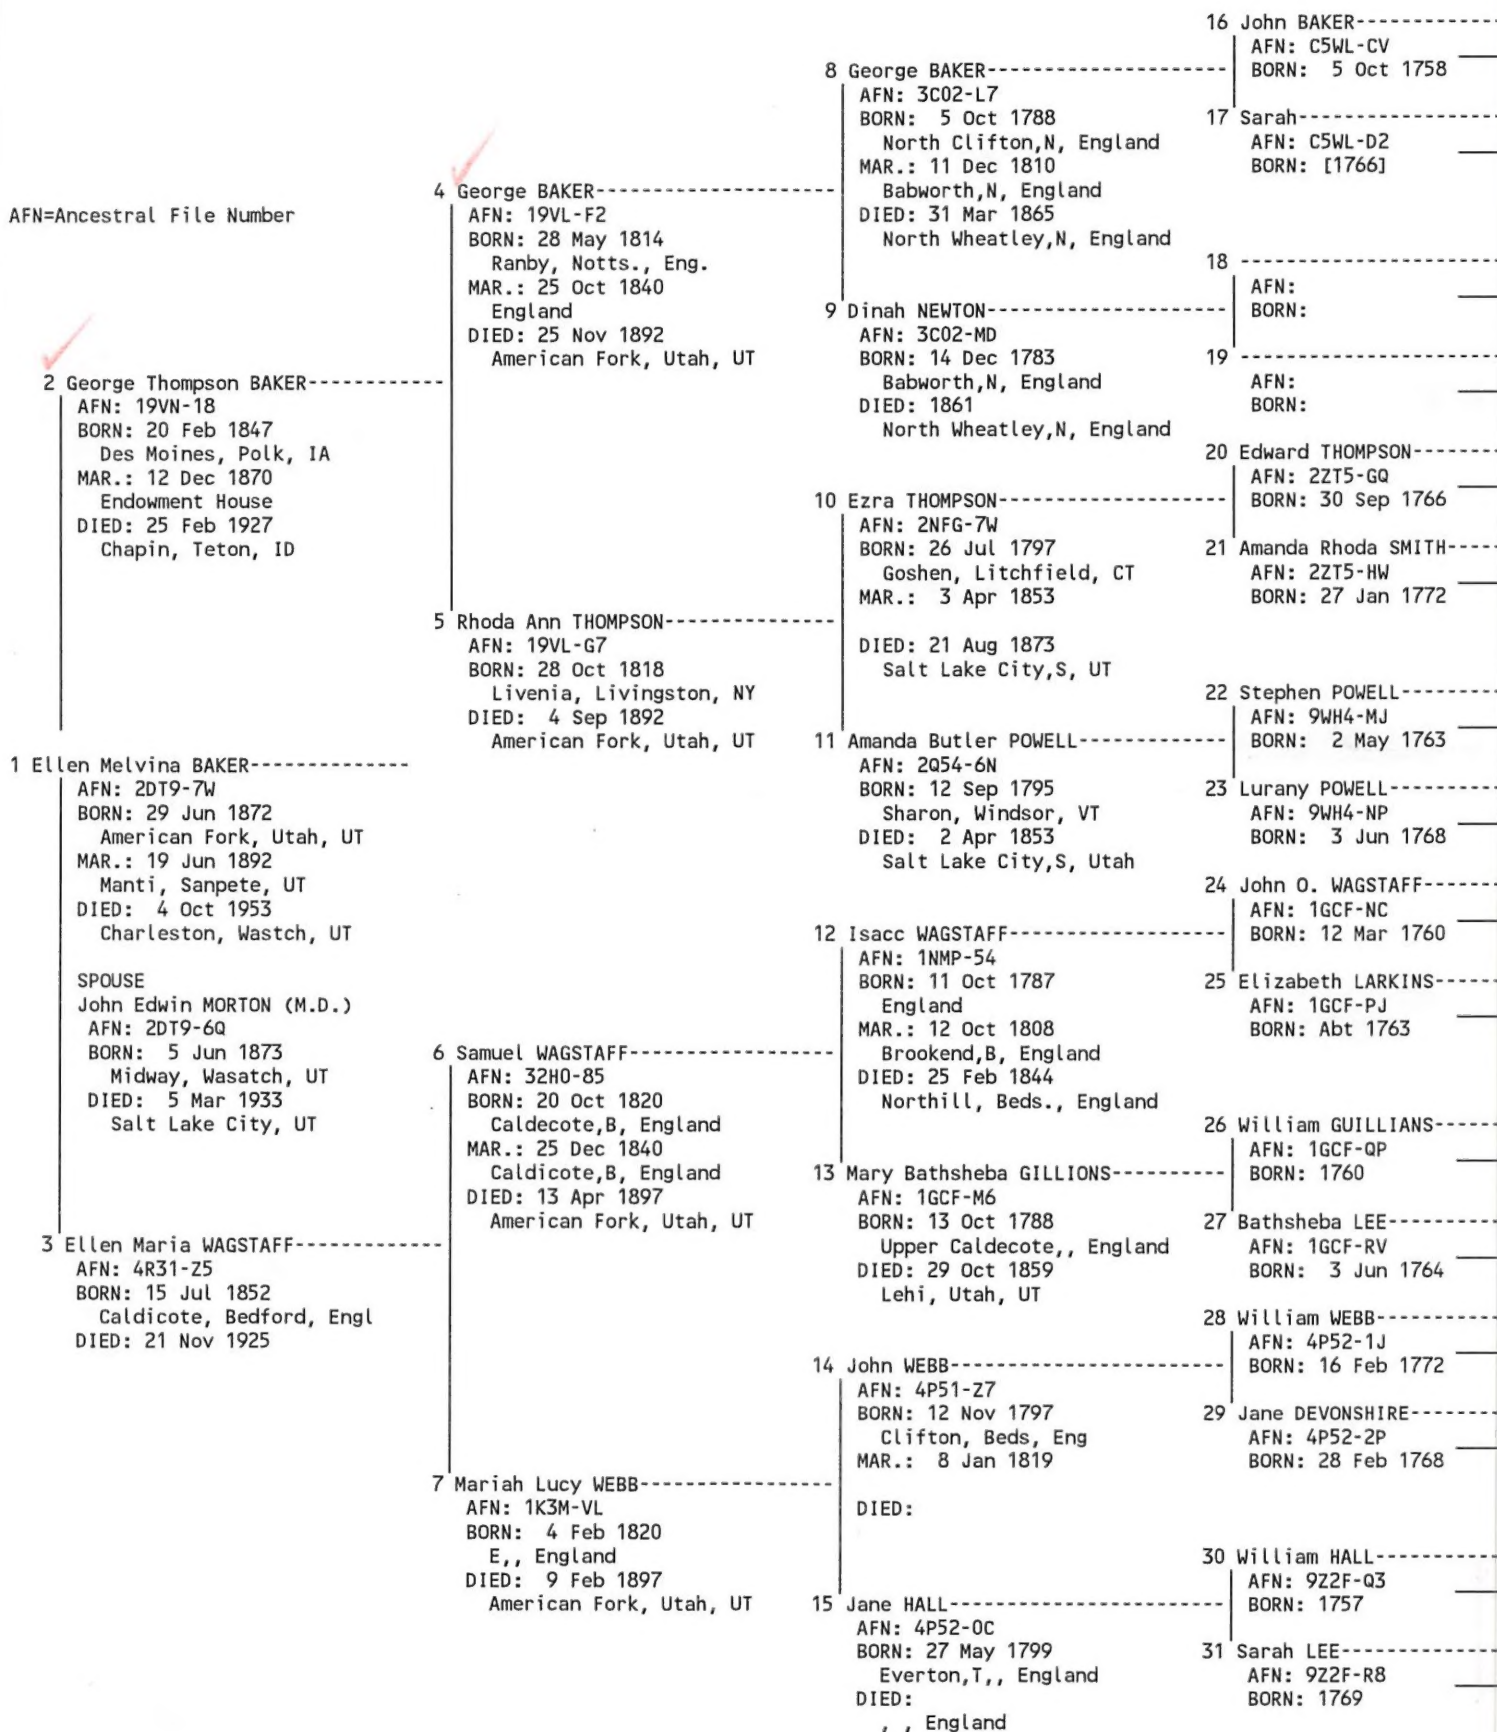 AFN=Ancestral File Number
1 Ellen Melvina BAKER--------------
AFN: 2DT9-7W
BORN: 29 Jun 1872
American Fork, Utah, UT
MAR.: 19 Jun 1892
Manti, Sanpete, UT
DIED:  4 Oct 1953
Charleston, Wastch, UT
SPOUSE
John Edwin MORTON (M.D.)
AFN: 2DT9-6Q
BORN:  5 Jun 1873
Midway, Wasatch, UT
DIED:  5 Mar 1933
Salt Lake City, UT
2 George Thompson BAKER------------
AFN: 19VN-18
BORN: 20 Feb 1847
Des Moines, Polk, IA
MAR.: 12 Dec 1870
Endowment House
DIED: 25 Feb 1927
Chapin, Teton, ID
3 Ellen Maria WAGSTAFF-------------
AFN: 4R31-Z5
BORN: 15 Jul 1852
Caldicote, Bedford, Engl
DIED: 21 Nov 1925
4 George BAKER---------------------
AFN: 19VL-F2
BORN: 28 May 1814
Ranby, Notts., Eng.
MAR.: 25 Oct 1840
England
DIED: 25 Nov 1892
American Fork, Utah, UT
5 Rhoda Ann THOMPSON---------------
AFN: 19VL-G7
BORN: 28 Oct 1818
Livenia, Livingston, NY
DIED:  4 Sep 1892
American Fork, Utah, UT
6 Samuel WAGSTAFF------------------
AFN: 32H0-85
BORN: 20 Oct 1820
Caldecote,B, England
MAR.: 25 Dec 1840
Caldicote,B, England
DIED: 13 Apr 1897
American Fork, Utah, UT
7 Mariah Lucy WEBB-----------------
AFN: 1K3M-VL
BORN:  4 Feb 1820
E,, England
DIED:  9 Feb 1897
American Fork, Utah, UT
8 George BAKER---------------------
AFN: 3C02-L7
BORN:  5 Oct 1788
North Clifton,N, England
MAR.: 11 Dec 1810
Babworth,N, England
DIED: 31 Mar 1865
North Wheatley,N, England
9 Dinah NEWTON---------------------
AFN: 3C02-MD
BORN: 14 Dec 1783
Babworth,N, England
DIED: 1861
North Wheatley,N, England
10 Ezra THOMPSON--------------------
AFN: 2NFG-7W
BORN: 26 Jul 1797
Goshen, Litchfield, CT
MAR.:  3 Apr 1853
DIED: 21 Aug 1873
Salt Lake City,S, UT
11 Amanda Butler POWELL-------------
AFN: 2Q54-6N
BORN: 12 Sep 1795
Sharon, Windsor, VT
DIED:  2 Apr 1853
Salt Lake City,S, Utah
12 Isacc WAGSTAFF-------------------
AFN: 1NMP-54
BORN: 11 Oct 1787
England
MAR.: 12 Oct 1808
Brookend,B, England
DIED: 25 Feb 1844
Northill, Beds., England
13 Mary Bathsheba GILLIONS----------
AFN: 1GCF-M6
BORN: 13 Oct 1788
Upper Caldecote,, England
DIED: 29 Oct 1859
Lehi, Utah, UT
14 John WEBB------------------------
AFN: 4P51-Z7
BORN: 12 Nov 1797
Clifton, Beds, Eng
MAR.:  8 Jan 1819
DIED:
15 Jane HALL------------------------
AFN: 4P52-0C
BORN: 27 May 1799
Everton,T,, England
DIED:
, , England
16 John BAKER------------
AFN: C5WL-CV
BORN:  5 Oct 1758
17 Sarah-----------------
AFN: C5WL-D2
BORN: [1766]
18 ----------------------
AFN:
BORN:
19 ----------------------
AFN:
BORN:
20 Edward THOMPSON-------
AFN: 2ZT5-GQ
BORN: 30 Sep 1766
21 Amanda Rhoda SMITH----
AFN: 2ZT5-HW
BORN: 27 Jan 1772
22 Stephen POWELL--------
AFN: 9WH4-MJ
BORN:  2 May 1763
23 Lurany POWELL---------
AFN: 9WH4-NP
BORN:  3 Jun 1768
24 John O. WAGSTAFF------
AFN: 1GCF-NC
BORN: 12 Mar 1760
25 Elizabeth LARKINS-----
AFN: 1GCF-PJ
BORN: Abt 1763
26 William GUILLIANS-----
AFN: 1GCF-QP
BORN: 1760
27 Bathsheba LEE---------
AFN: 1GCF-RV
BORN:  3 Jun 1764
28 William WEBB----------
AFN: 4P52-1J
BORN: 16 Feb 1772
29 Jane DEVONSHIRE-------
AFN: 4P52-2P
BORN: 28 Feb 1768
30 William HALL----------
AFN: 9Z2F-Q3
BORN: 1757
31 Sarah LEE-------------
AFN: 9Z2F-R8
BORN: 1769